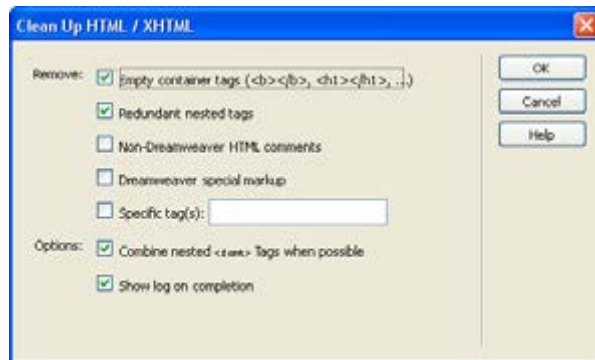 Clean Up HTML / XHTML
Remove: Empty container tags (<b></b>, <h1></h1>, ...)
OK
Redundant nested tags
Cancel
Non-Dreamweaver HTML comments
Help
Dreamweaver special markup
Specific tag(s):
Options: Combine nested <font> Tags when possible
Show log on completion